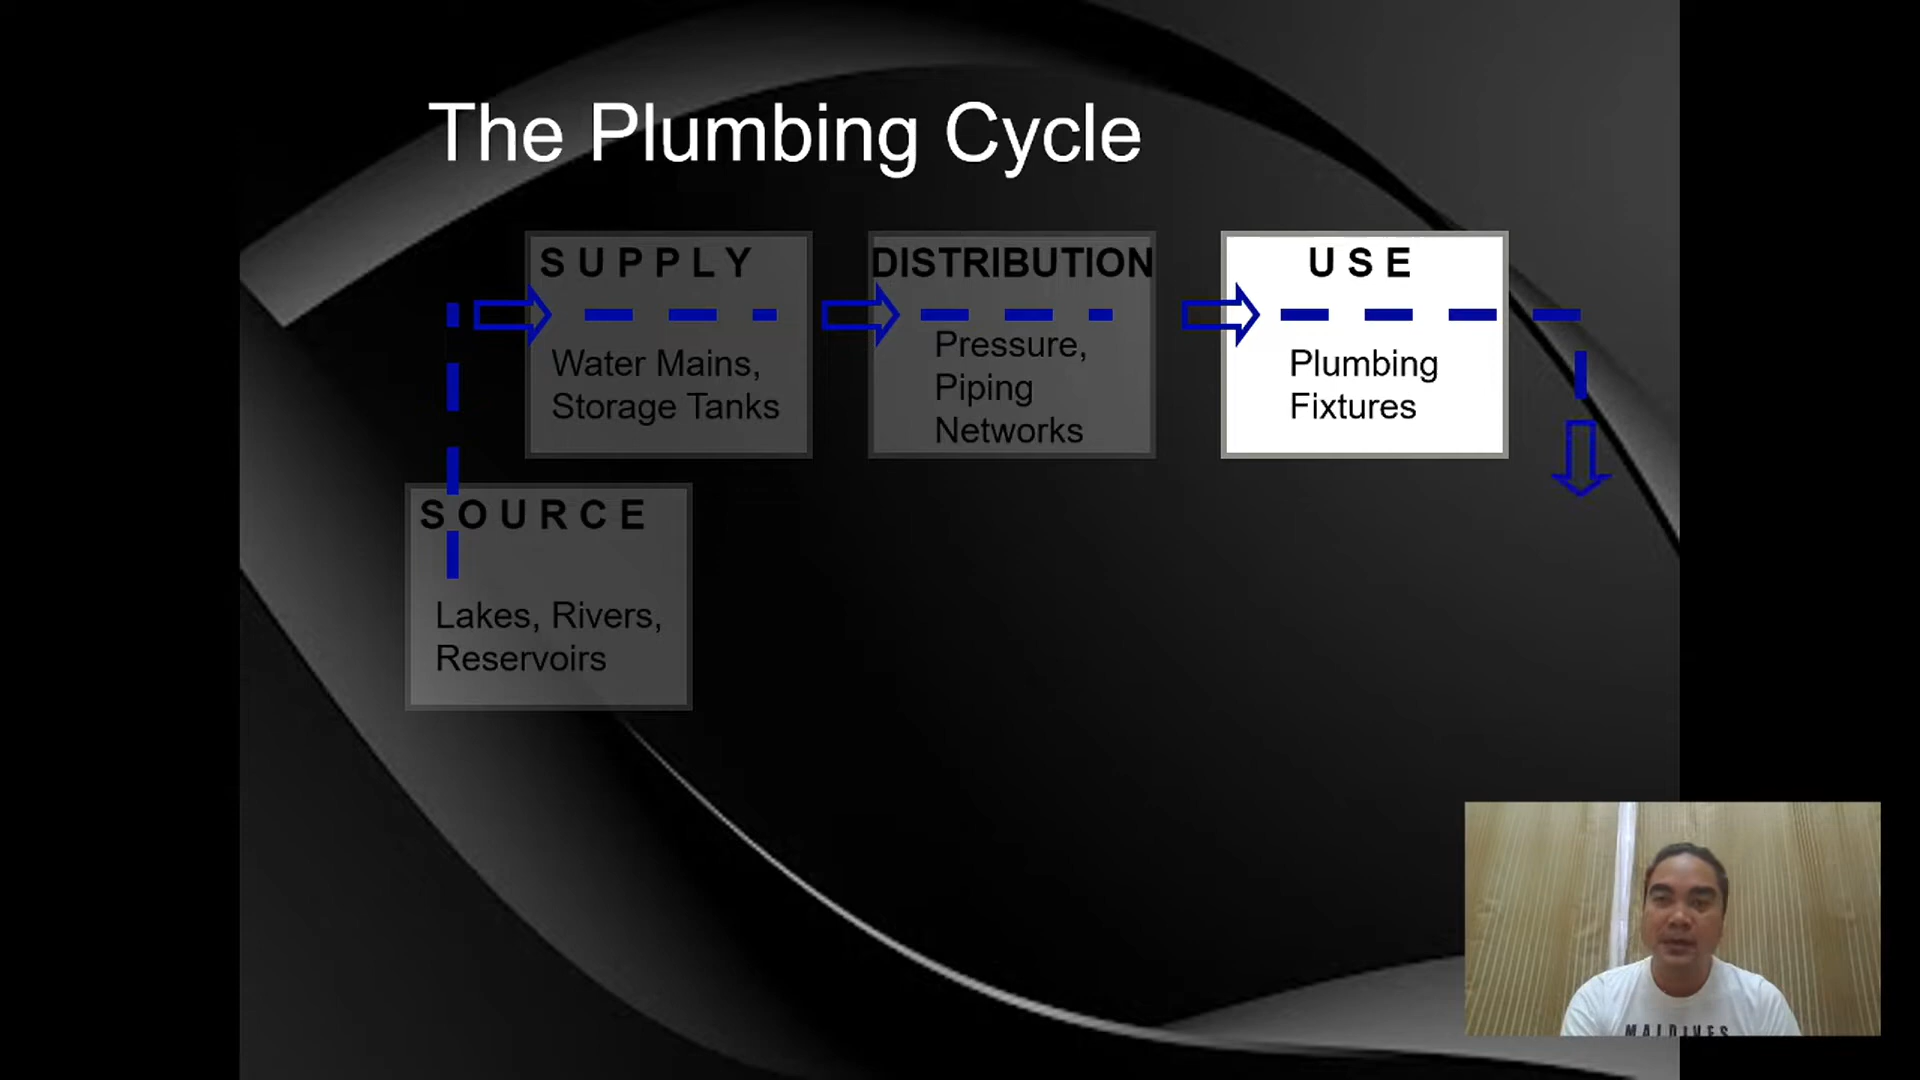 The Plumbing Cycle
SUPPLY
Water Mains,
Storage Tanks
DISTRIBUTION
Pressure,
Piping
Networks
USE
Plumbing
Fixtures
SOURCE
Lakes, Rivers,
Reservoirs
MALDIVES